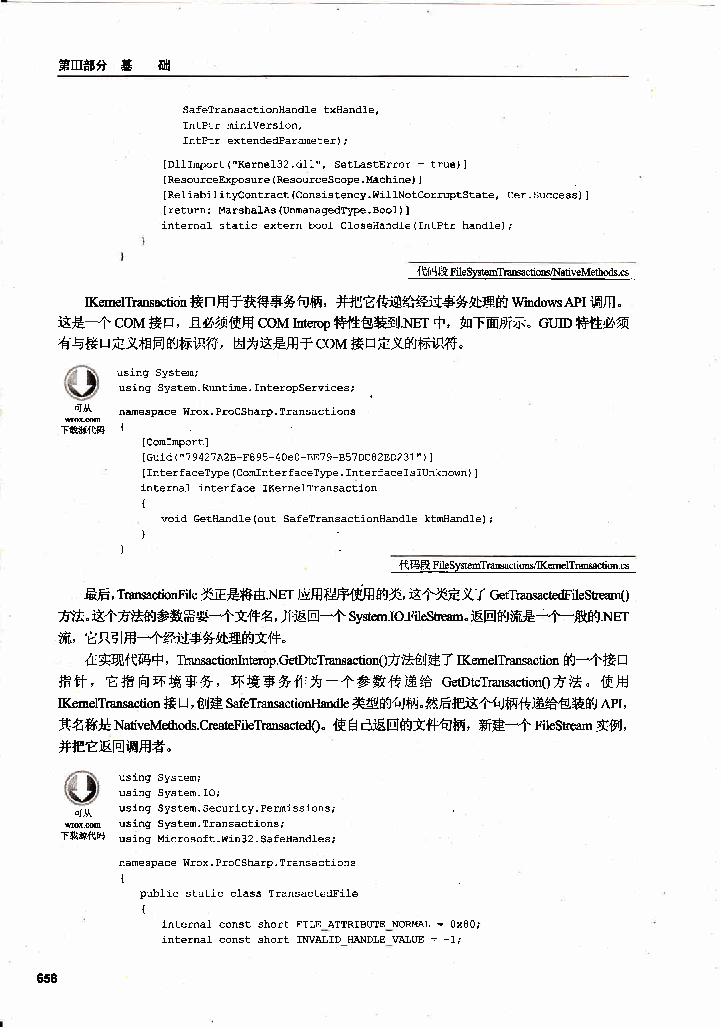 第III部分 基 础
SafeTransactionHandle txHandle,
IntPtr miniVersion,
IntPtr extendedParameter);
[DllImport("Kernel32.dll", SetLastError = true)]
[ResourceExposure(ResourceScope.Machine)]
[ReliabilityContract(Consistency.WillNotCorruptState, Cer.Success)]
[return: MarshalAs(UnmanagedType.Bool)]
internal static extern bool CloseHandle(IntPtr handle);
}
}
代码段 FileSystemTransactions/NativeMethods.cs
IKernelTransaction 接口用于获得事务句柄，并把它传递给经过事务处理的 Windows API 调用。
这是一个 COM 接口，且必须使用 COM Interop 特性包装到.NET 中，如下面所示。GUID 特性必须
有与接口定义相同的标识符，因为这是用于 COM 接口定义的标识符。
可从
wrox.com
下载源代码
using System;
using System.Runtime.InteropServices;
namespace Wrox.ProCSharp.Transactions
{
[ComImport]
[Guid("79427A2B-F895-40e0-BE79-B57DC82ED231")]
[InterfaceType(ComInterfaceType.InterfaceIsIUnknown)]
internal interface IKernelTransaction
{
void GetHandle(out SafeTransactionHandle ktmHandle);
}
}
代码段 FileSystemTransactions/IKernelTransaction.cs
最后，TransactionFile 类正是将由.NET 应用程序使用的类，这个类定义了 GetTransactedFileStream()
方法。这个方法的参数需要一个文件名，并返回一个 System.IO.FileStream。返回的流是一个一般的.NET
流，它只引用一个经过事务处理的文件。
在实现代码中，TransactionInterop.GetDtcTransaction()方法创建了 IKernelTransaction 的一个接口
指针，它指向环境事务，环境事务作为一个参数传递给 GetDtcTransaction()方法。使用
IKernelTransaction 接口，创建 SafeTransactionHandle 类型的句柄。然后把这个句柄传递给包装的 API，
其名称是 NativeMethods.CreateFileTransacted()。使自己返回的文件句柄，新建一个 FileStream 实例，
并把它返回调用者。
可从
wrox.com
下载源代码
using System;
using System.IO;
using System.Security.Permissions;
using System.Transactions;
using Microsoft.Win32.SafeHandles;
namespace Wrox.ProCSharp.Transactions
{
public static class TransactedFile
{
internal const short FILE_ATTRIBUTE_NORMAL = 0x80;
internal const short INVALID_HANDLE_VALUE = -1;
656